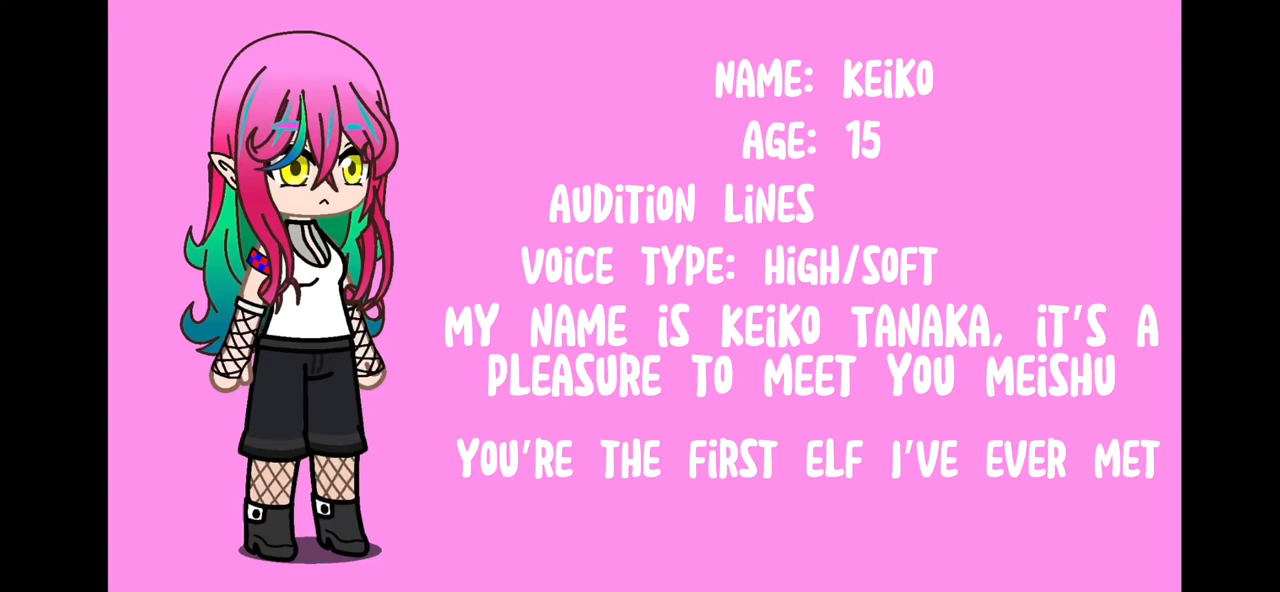 NAME: KEiKO
AGE: 15
AUDiTiON LiNES
VOiCE TYPE: HiGH/SOFT
MY NAME iS KEiKO TANAKA, iT'S A
PLEASURE TO MEET YOU MEiSHU
YOU'RE THE FiRST ELF I'VE EVER MET